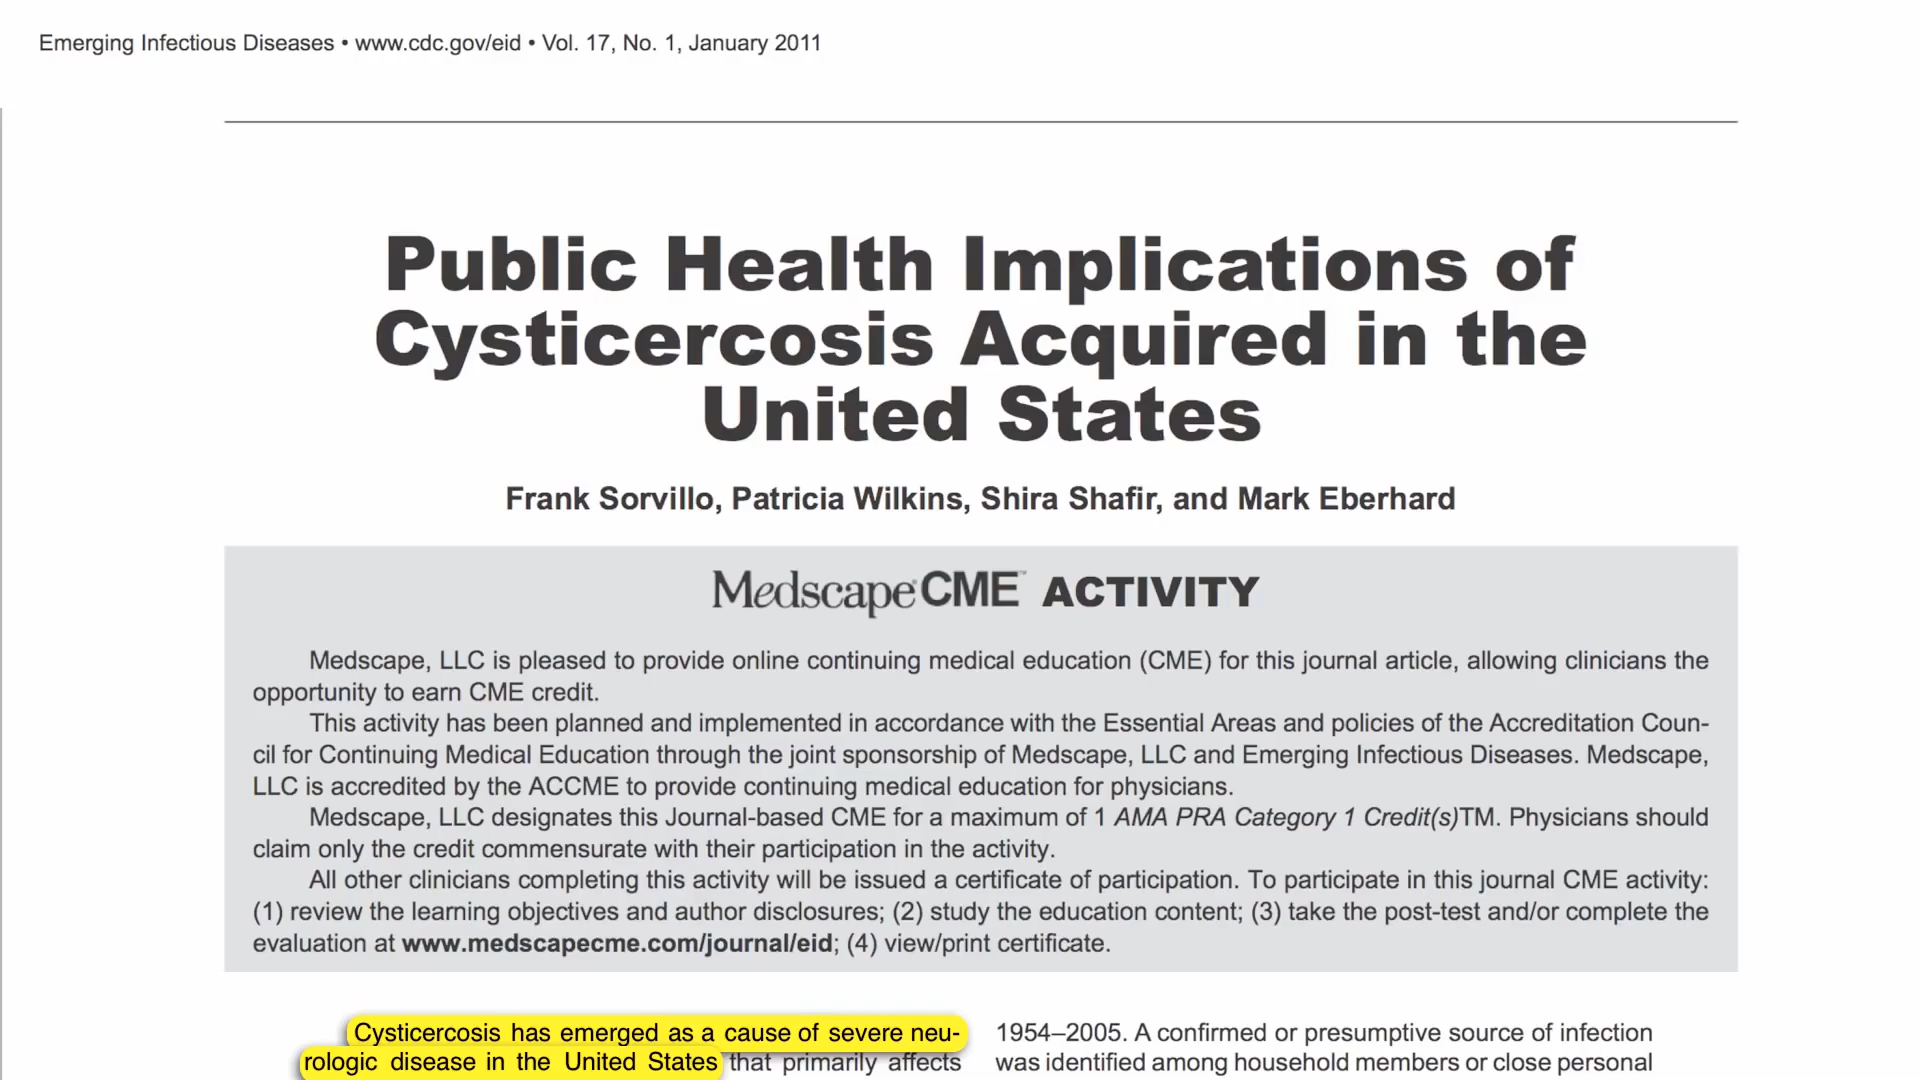 Emerging Infectious Diseases • www.cdc.gov/eid • Vol. 17, No. 1, January 2011
Public Health Implications of
Cysticercosis Acquired in the
United States
Frank Sorvillo, Patricia Wilkins, Shira Shafir, and Mark Eberhard
Medscape® CME™ ACTIVITY
Medscape, LLC is pleased to provide online continuing medical education (CME) for this journal article, allowing clinicians the
opportunity to earn CME credit.
This activity has been planned and implemented in accordance with the Essential Areas and policies of the Accreditation Coun-
cil for Continuing Medical Education through the joint sponsorship of Medscape, LLC and Emerging Infectious Diseases. Medscape,
LLC is accredited by the ACCME to provide continuing medical education for physicians.
Medscape, LLC designates this Journal-based CME for a maximum of 1 AMA PRA Category 1 Credit(s)TM. Physicians should
claim only the credit commensurate with their participation in the activity.
All other clinicians completing this activity will be issued a certificate of participation. To participate in this journal CME activity:
(1) review the learning objectives and author disclosures; (2) study the education content; (3) take the post-test and/or complete the
evaluation at www.medscapecme.com/journal/eid; (4) view/print certificate.
Cysticercosis has emerged as a cause of severe neu-
rologic disease in the United States that primarily affects
1954–2005. A confirmed or presumptive source of infection
was identified among household members or close personal